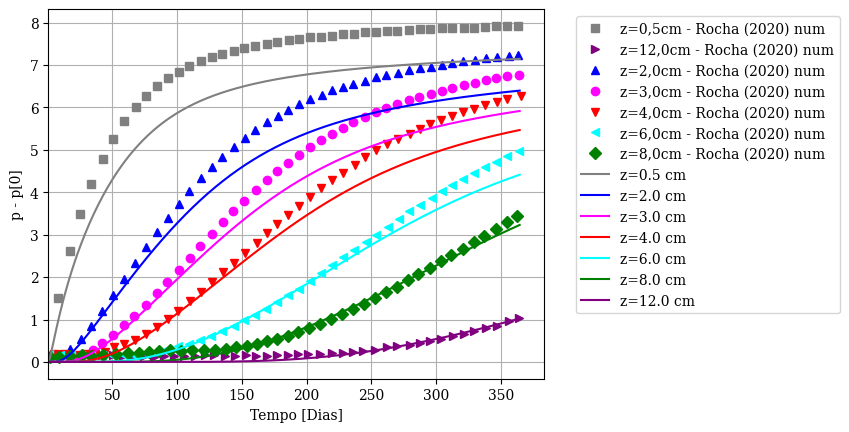 8
7
6
5
4
3
2
1
0
p - p[0]
50
100
150
200
250
300
350
Tempo [Dias]
z=0,5cm - Rocha (2020) num
z=12,0cm - Rocha (2020) num
z=2,0cm - Rocha (2020) num
z=3,0cm - Rocha (2020) num
z=4,0cm - Rocha (2020) num
z=6,0cm - Rocha (2020) num
z=8,0cm - Rocha (2020) num
z=0.5 cm
z=2.0 cm
z=3.0 cm
z=4.0 cm
z=6.0 cm
z=8.0 cm
z=12.0 cm